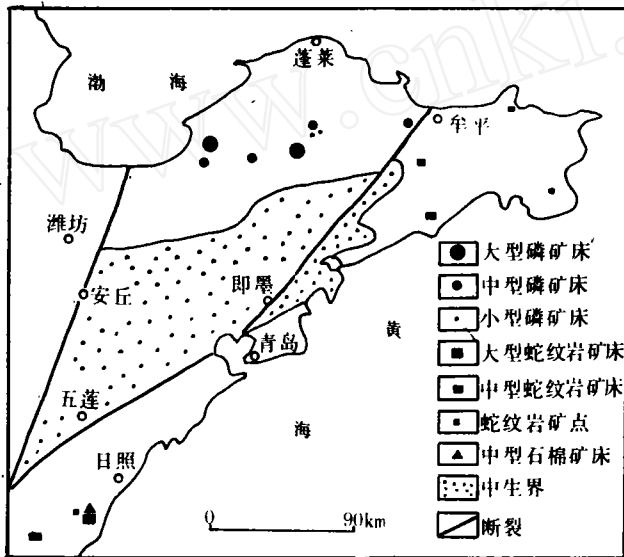 www.cnki.
蓬莱
渤 海
牟平
潍坊
安丘
即墨
青岛
五莲
日照
黄
海
0 90km
大型磷矿床
中型磷矿床
小型磷矿床
大型蛇纹岩矿床
中型蛇纹岩矿床
蛇纹岩矿点
中型石棉矿床
中生界
断裂